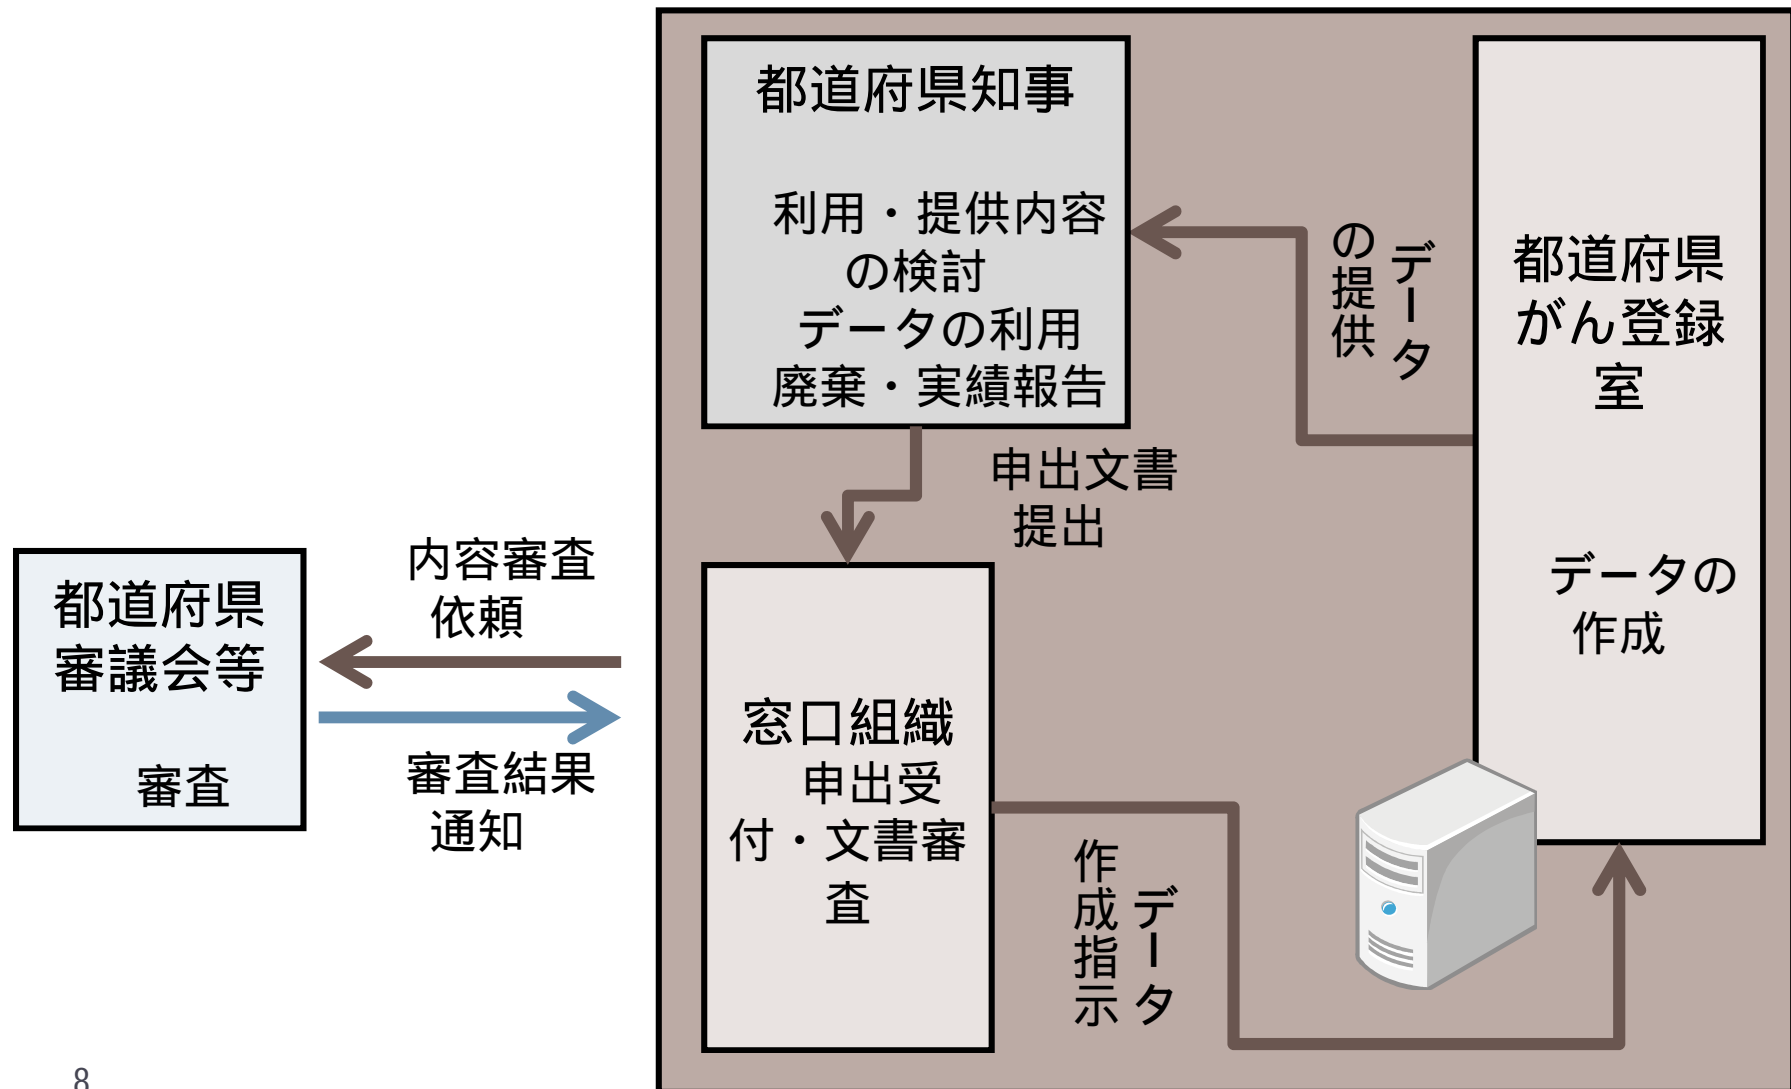 都道府県知事
利用・提供内容
の検討
データの利用
廃棄・実績報告
データ
の提供
都道府県
がん登録
室
データの
作成
申出文書
提出
内容審査
依頼
都道府県
審議会等
審査
審査結果
通知
窓口組織
申出受
付・文書審
査
データ
作成指示
8